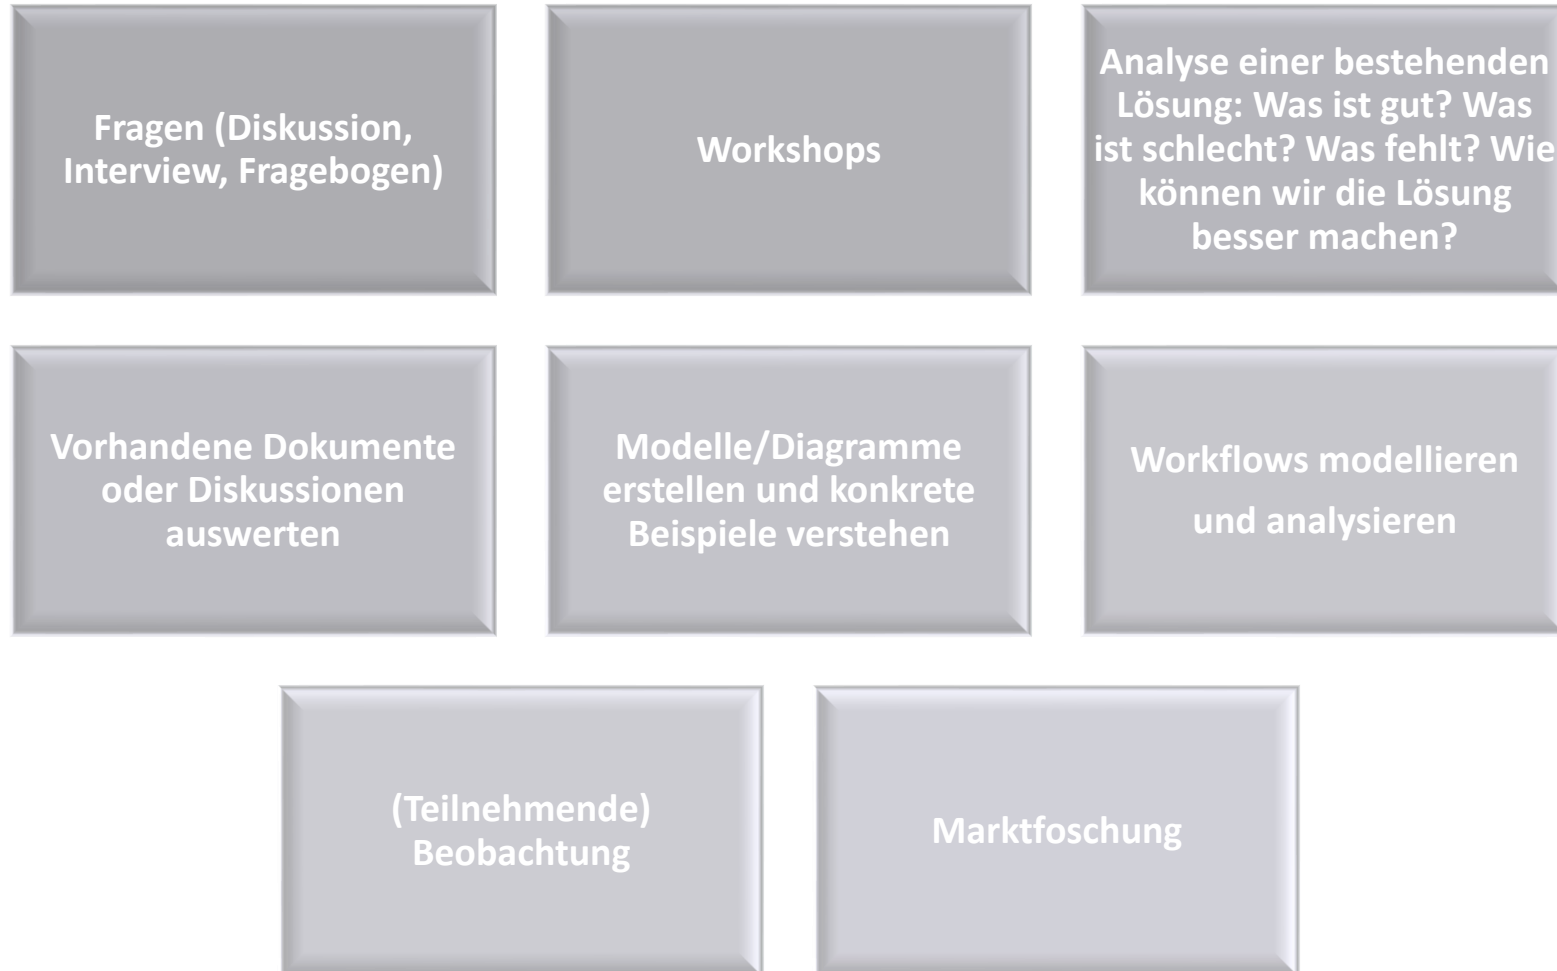 Fragen (Diskussion,
Interview, Fragebogen)
Workshops
Analyse einer bestehenden
Lösung: Was ist gut? Was
ist schlecht? Was fehlt? Wie
können wir die Lösung
besser machen?
Vorhandene Dokumente
oder Diskussionen
auswerten
Modelle/Diagramme
erstellen und konkrete
Beispiele verstehen
Workflows modellieren
und analysieren
(Teilnehmende)
Beobachtung
Marktfoschung